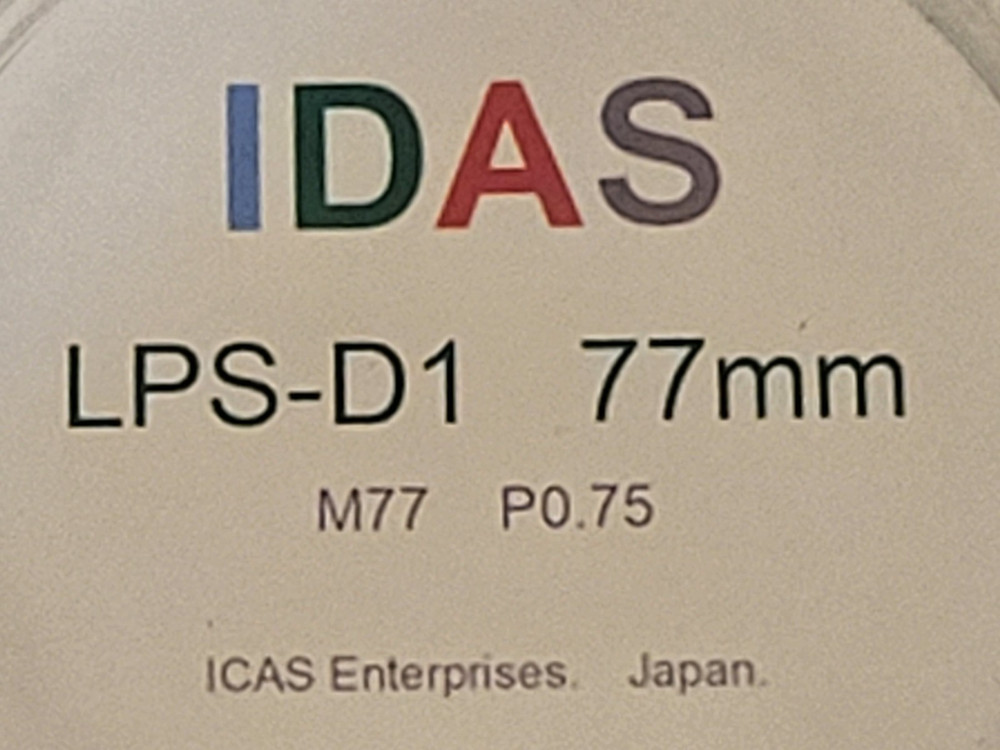 IDAS
LPS-D1 77mm
M77 P0.75
ICAS Enterprises. Japan.